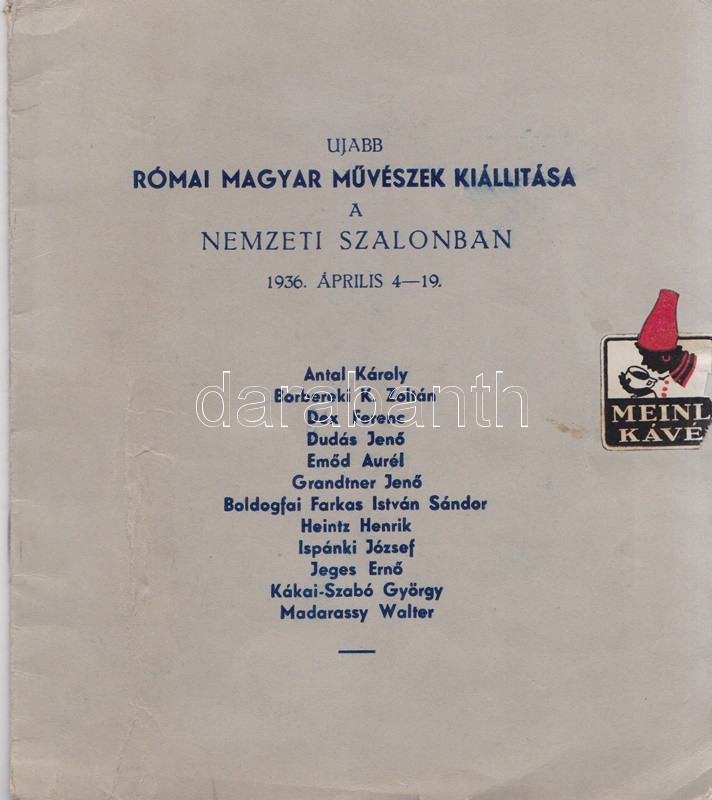 UJABB
RÓMAI MAGYAR MŰVÉSZEK KIÁLLITÁSA
A
NEMZETI SZALONBAN
1936. ÁPRILIS 4—19.
Antal Károly
Borbereki K. Zoltán
Dex Ferenc
darabanth
Dudás Jenő
Emőd Aurél
Grandtner Jenő
Boldogfai Farkas István Sándor
Heintz Henrik
Ispánki József
Jeges Ernő
Kákai-Szabó György
Madarassy Walter
MEINL
KÁVÉ